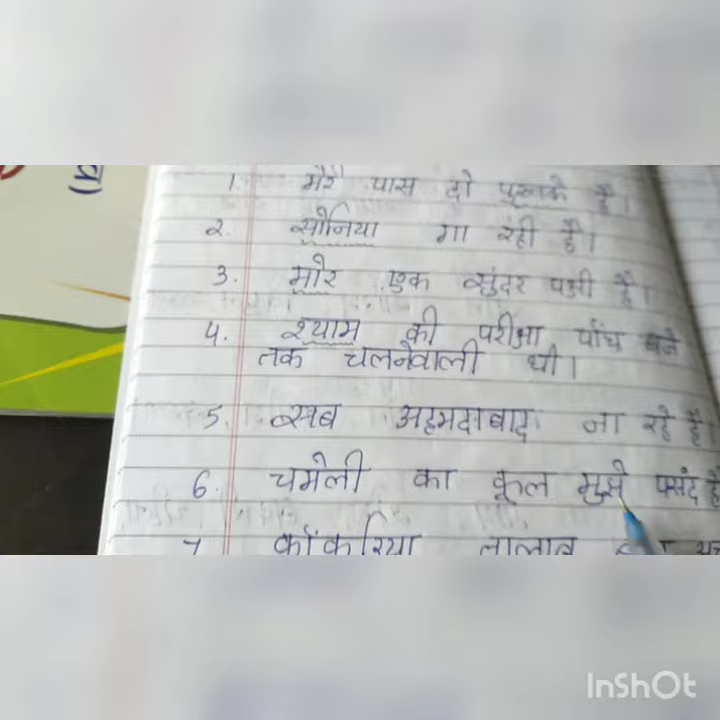 1. मेरे पास दो पुस्तके है।
2. सोनिया गा रही है।
3. मोर एक सुंदर पक्षी है।
4. श्याम की परीक्षा पाँच बजे
तक चलनेवाली थी।
5. सब अहमदाबाद जा रहे है
6. चमेली का फूल मुझे पसंद है
7 काँकरिया तालाब
InShOt